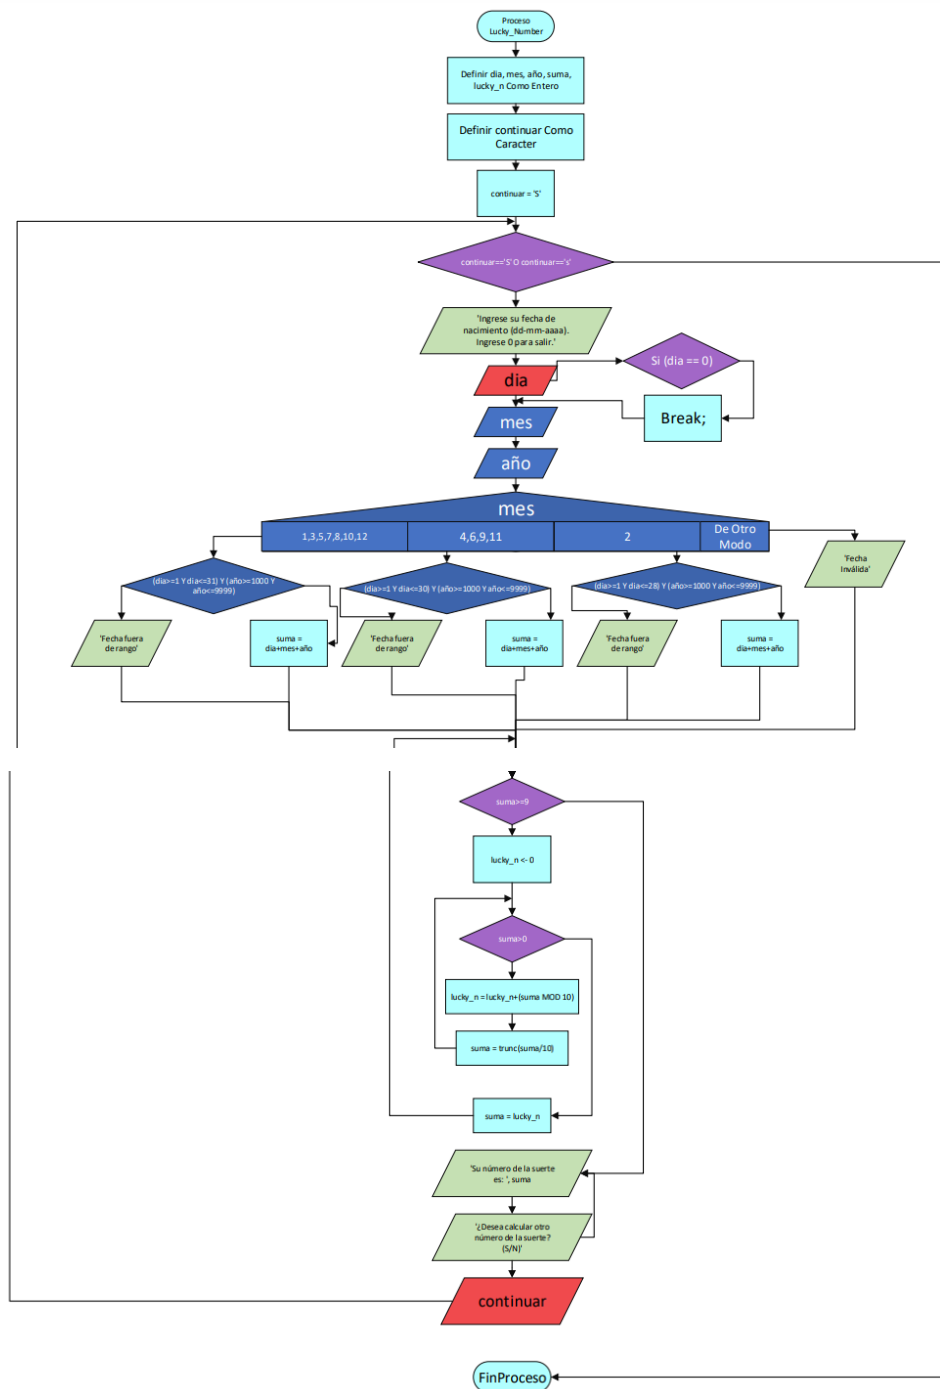 Proceso
Lucky_Number
Definir dia, mes, año, suma,
lucky_n Como Entero
Definir continuar Como
Caracter
continuar = 'S'
continuar=='S' O continuar=='s'
'Ingrese su fecha de
nacimiento (dd-mm-aaaa).
Ingrese 0 para salir.'
dia
Si (dia == 0)
Break;
mes
año
mes
1,3,5,7,8,10,12
4,6,9,11
2
De Otro
Modo
(dia>=1 Y dia<=31) Y (año>=1000 Y
año<=9999)
(dia>=1 Y dia<=30) Y (año>=1000 Y año<=9999)
(dia>=1 Y dia<=28) Y (año>=1000 Y año<=9999)
'Fecha
Inválida'
'Fecha fuera
de rango'
suma =
dia+mes+año
'Fecha fuera
de rango'
suma =
dia+mes+año
'Fecha fuera
de rango'
suma =
dia+mes+año
suma>=9
lucky_n <- 0
suma>0
lucky_n = lucky_n+(suma MOD 10)
suma = trunc(suma/10)
suma = lucky_n
'Su número de la suerte
es: ', suma
'¿Desea calcular otro
número de la suerte?
(S/N)'
continuar
FinProceso